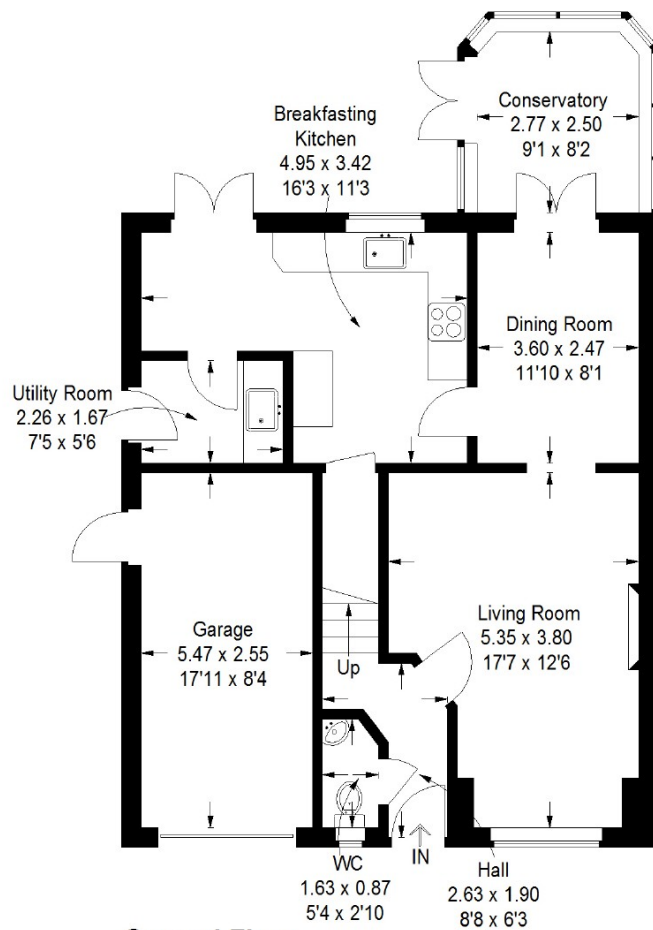 Conservatory
2.77 x 2.50
9'1 x 8'2
Breakfasting
Kitchen
4.95 x 3.42
16'3 x 11'3
Dining Room
3.60 x 2.47
11'10 x 8'1
Utility Room
2.26 x 1.67
7'5 x 5'6
Garage
5.47 x 2.55
17'11 x 8'4
Living Room
5.35 x 3.80
17'7 x 12'6
Up
IN
WC
1.63 x 0.87
5'4 x 2'10
Hall
2.63 x 1.90
8'8 x 6'3